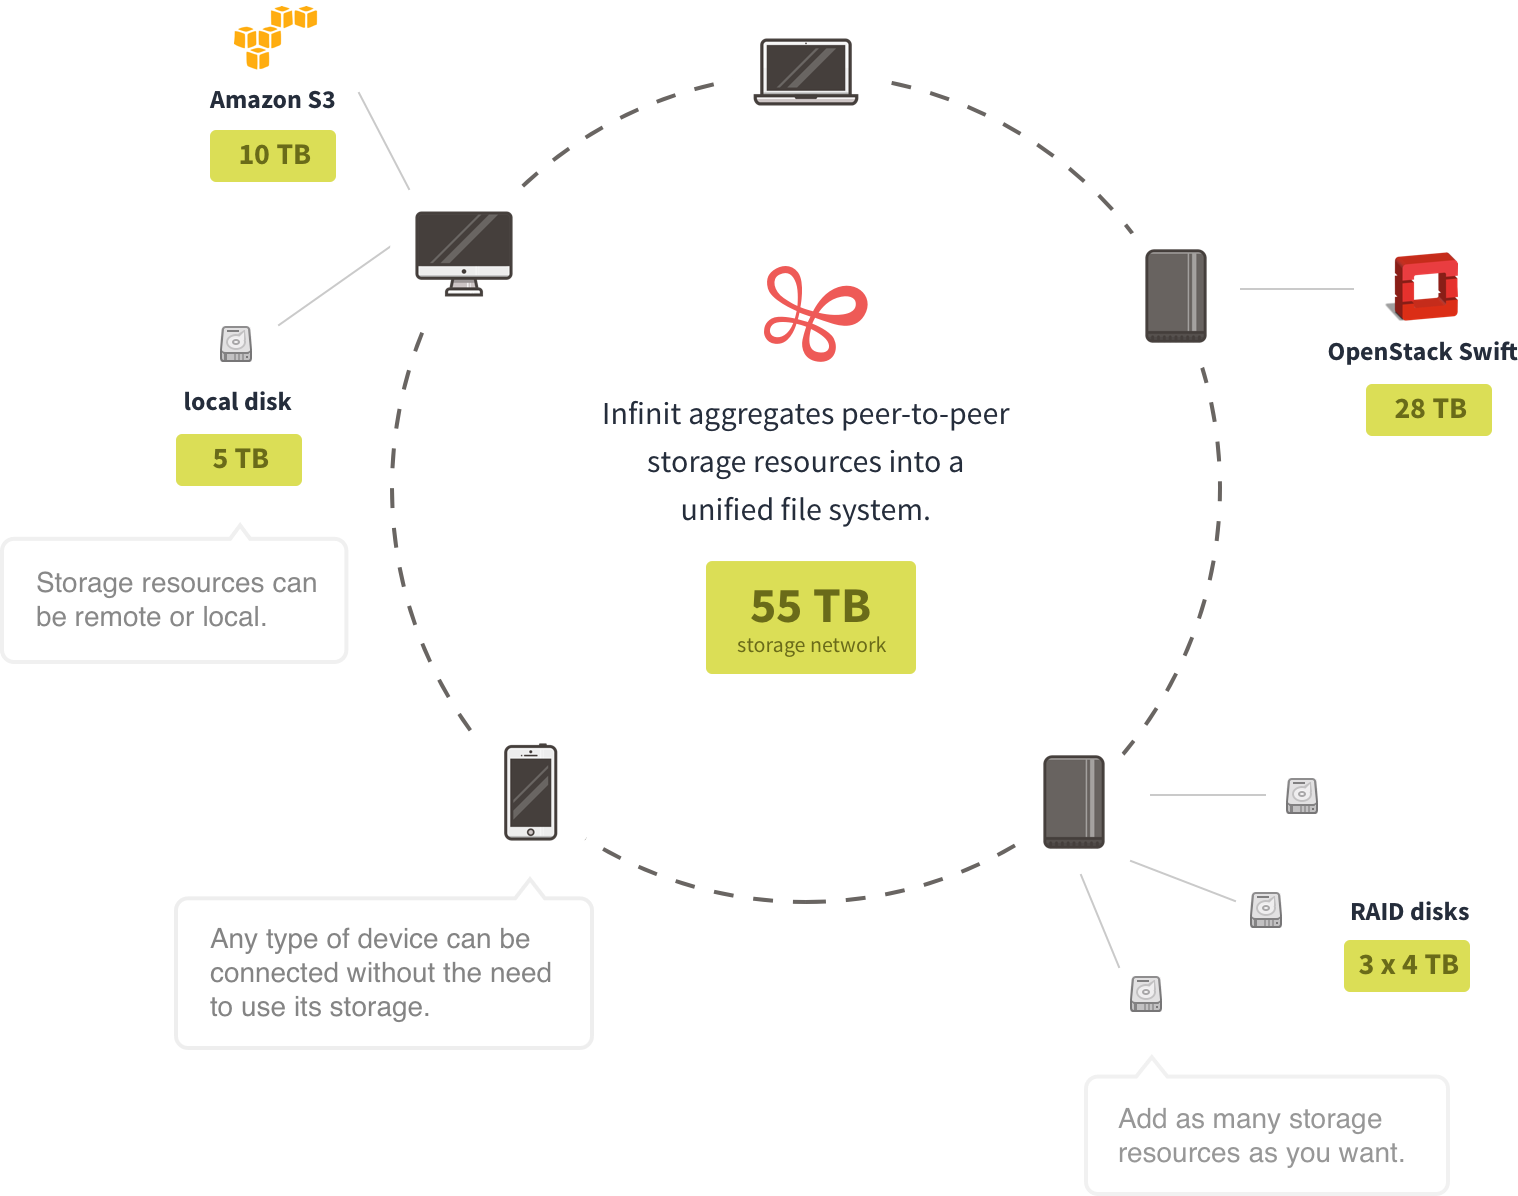 Amazon S3
10 TB
local disk
5 TB
Storage resources can
be remote or local.
Infinit aggregates peer-to-peer
storage resources into a
unified file system.
55 TB
storage network
OpenStack Swift
28 TB
Any type of device can be
connected without the need
to use its storage.
RAID disks
3 x 4 TB
Add as many storage
resources as you want.